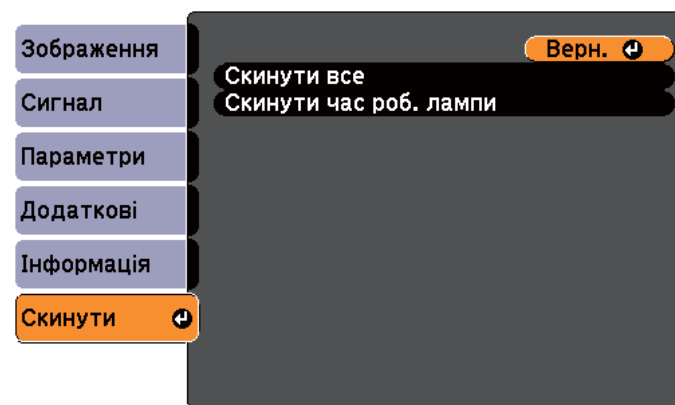 Зображення
Сигнал
Параметри
Додаткові
Інформація
Скинути
Верн.
Скинути все
Скинути час роб. лампи